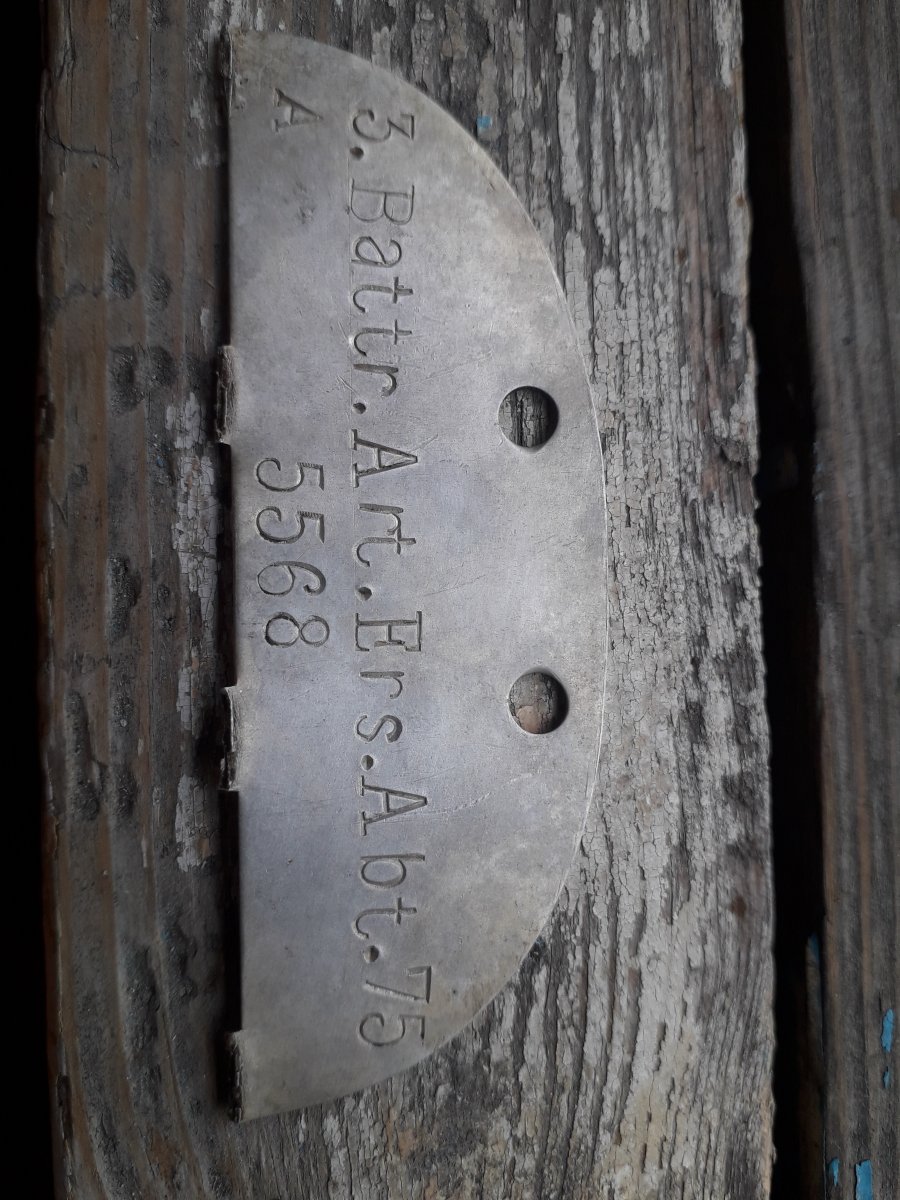 3. Battr. Art. Ers. Abt. 75
A
5568